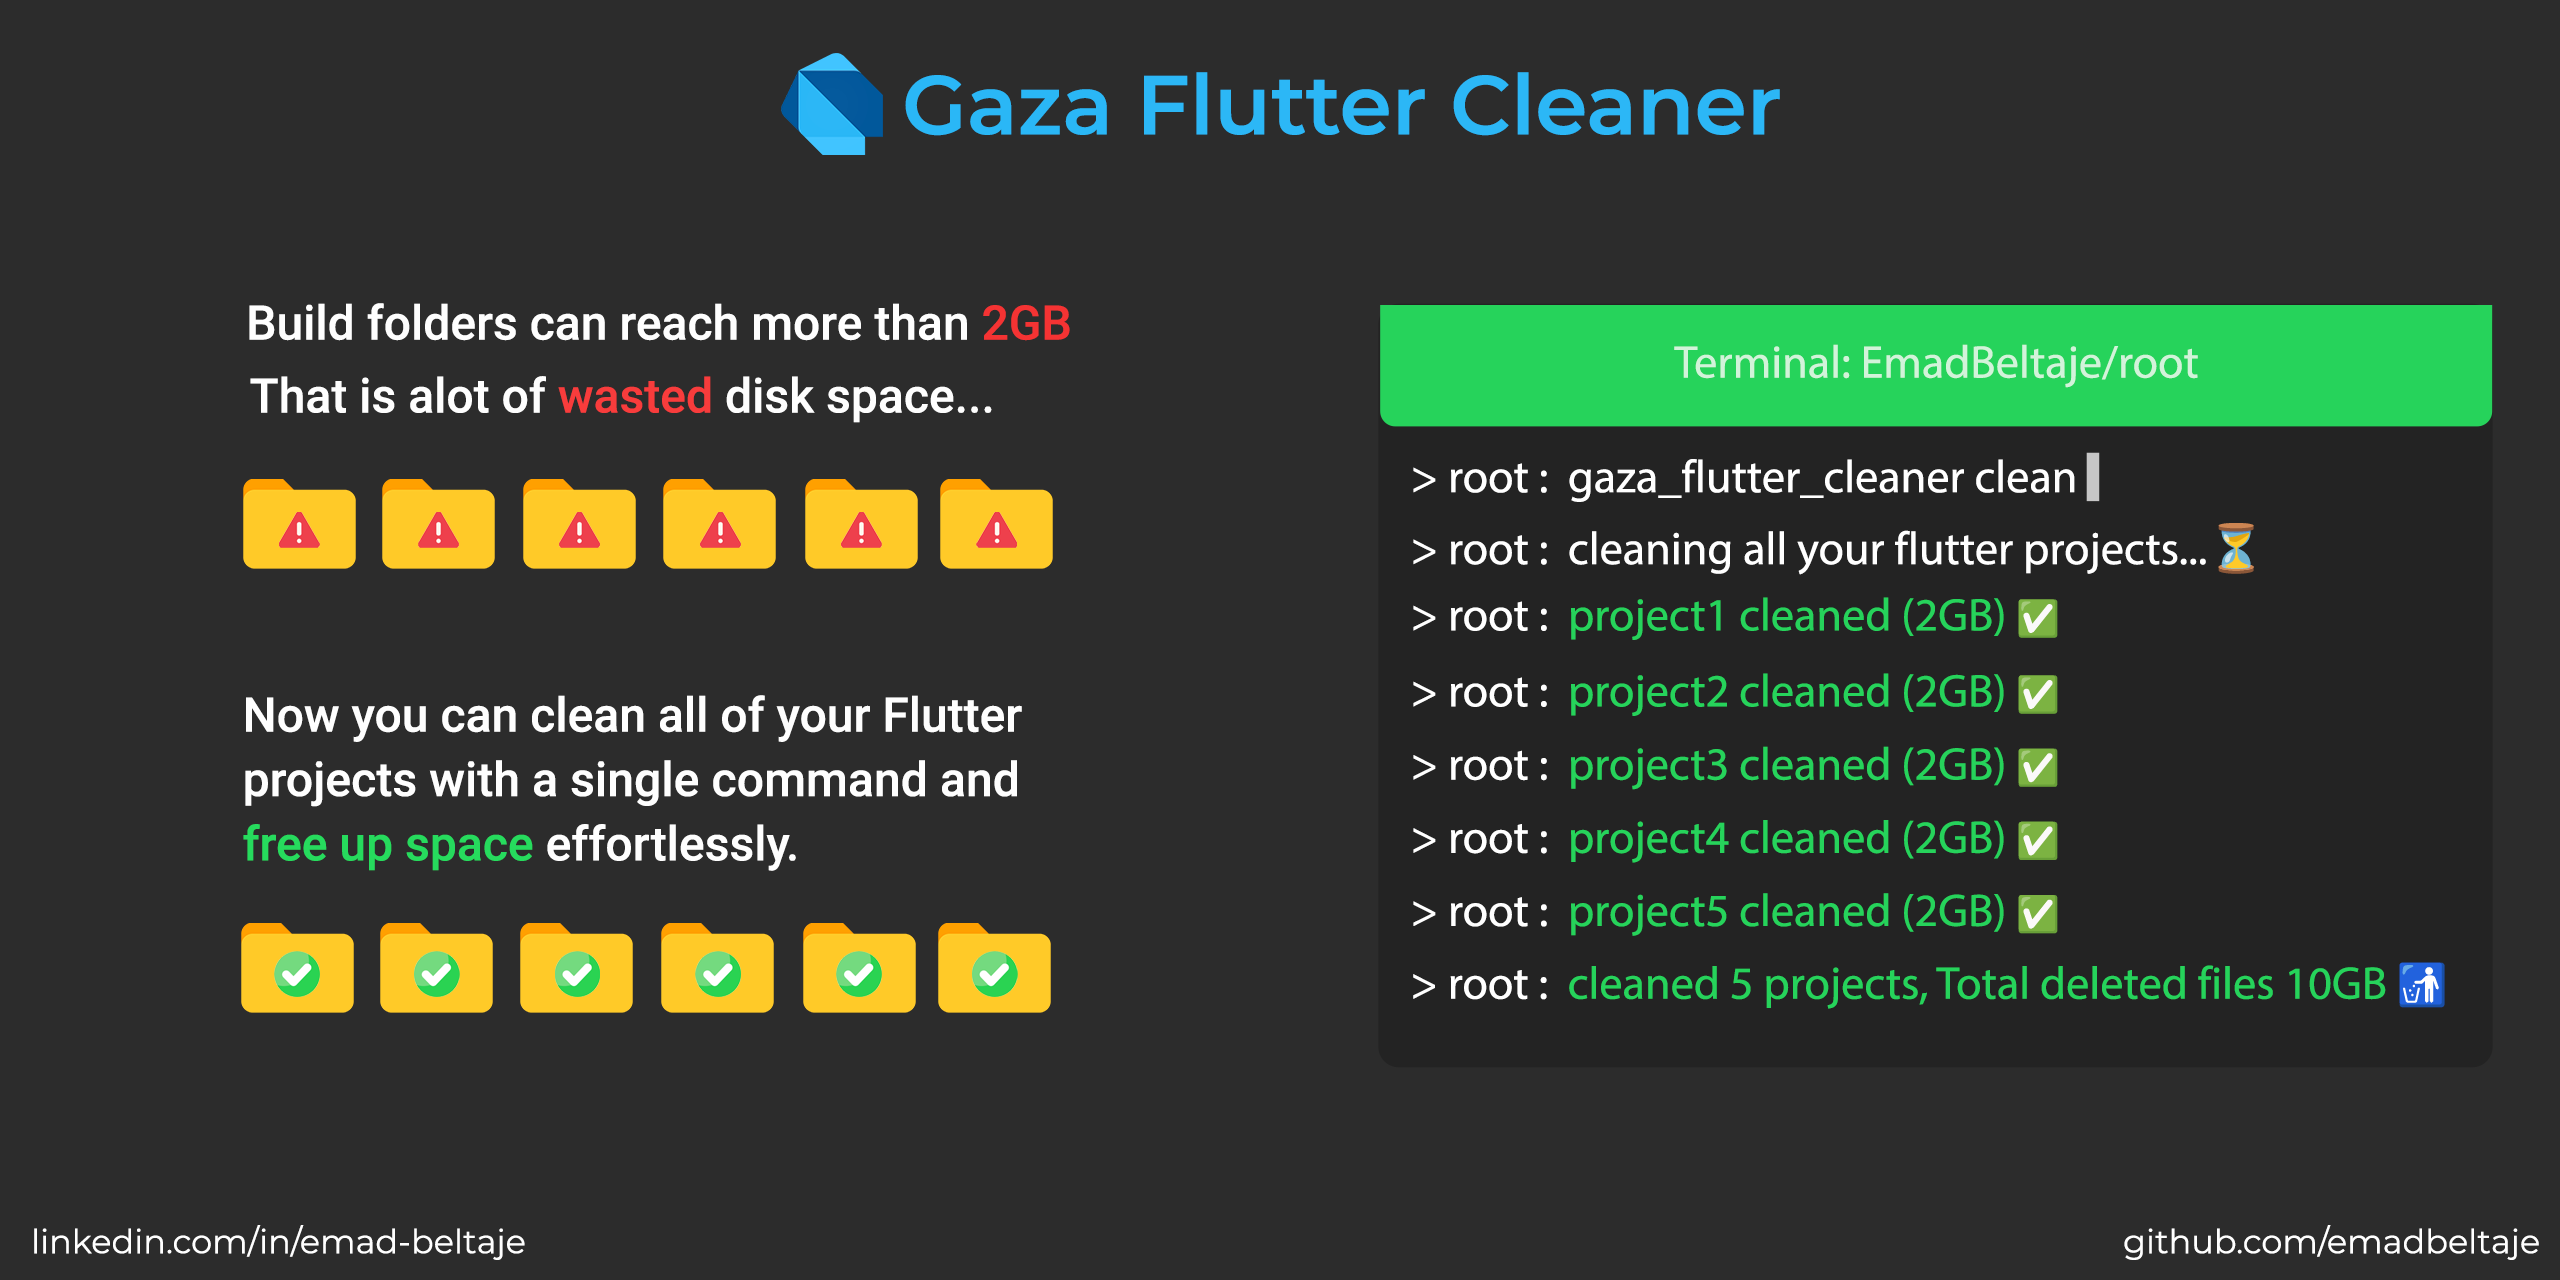 Gaza Flutter Cleaner
Build folders can reach more than 2GB
That is alot of wasted disk space...
Now you can clean all of your Flutter
projects with a single command and
free up space effortlessly.
Terminal: EmadBeltaje/root
> root : gaza_flutter_cleaner clean
> root : cleaning all your flutter projects... ⏳
> root : project1 cleaned (2GB) ✅
> root : project2 cleaned (2GB) ✅
> root : project3 cleaned (2GB) ✅
> root : project4 cleaned (2GB) ✅
> root : project5 cleaned (2GB) ✅
> root : cleaned 5 projects, Total deleted files 10GB 🚮
linkedin.com/in/emad-beltaje
github.com/emadbeltaje